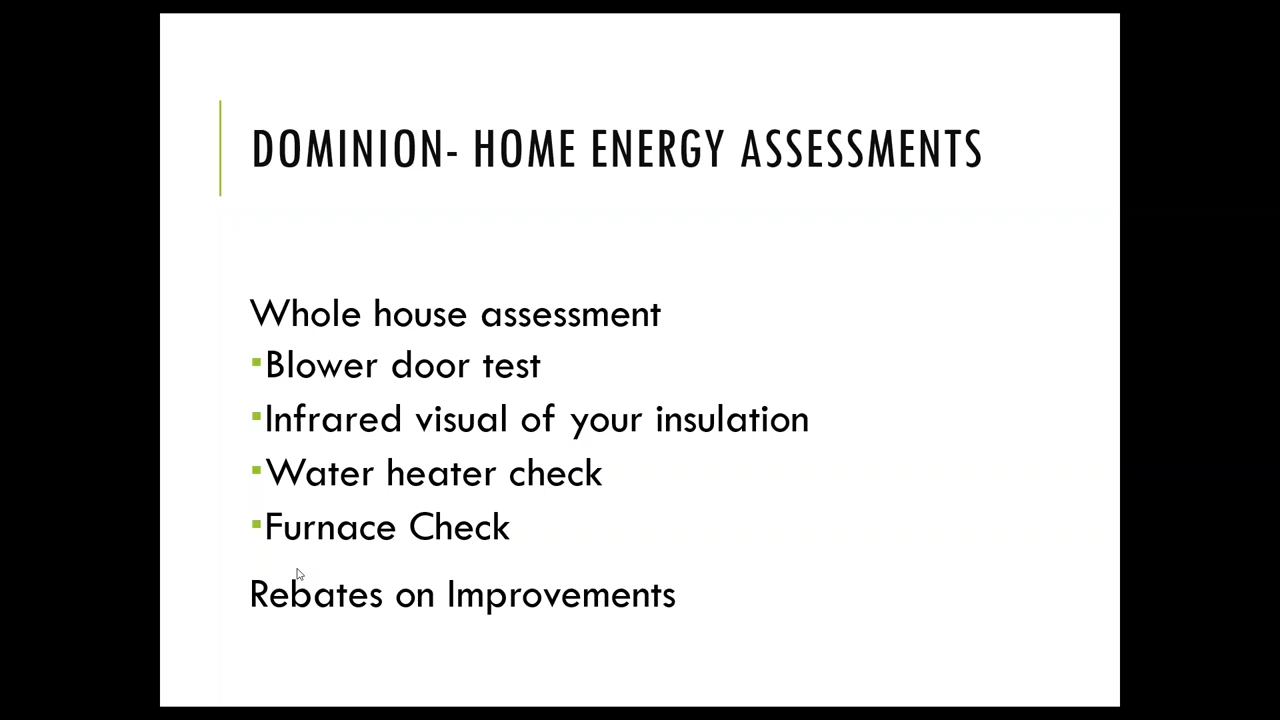 DOMINION- HOME ENERGY ASSESSMENTS
Whole house assessment
▪Blower door test
▪Infrared visual of your insulation
▪Water heater check
▪Furnace Check
Rebates on Improvements